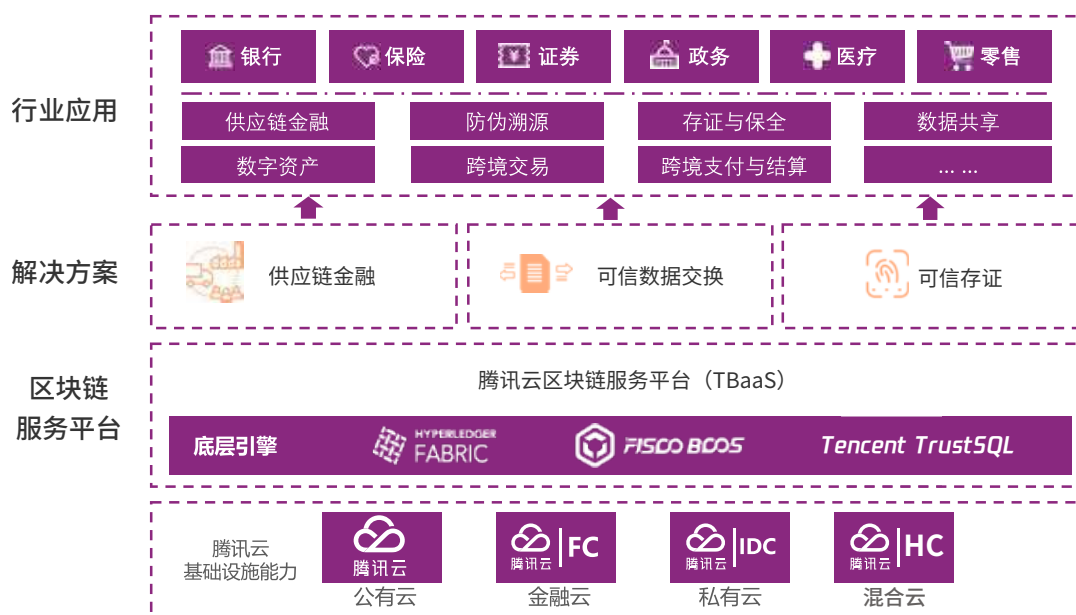 银行 保险 证券 政务 医疗 零售
行业应用
供应链金融 防伪溯源 存证与保全 数据共享
数字资产 跨境交易 跨境支付与结算 ... ...
解决方案
供应链金融 可信数据交换 可信存证
区块链
服务平台
腾讯云区块链服务平台（TBaaS）
底层引擎 HYPERLEDGER FABRIC FISCO BCOS Tencent TrustSQL
腾讯云
基础设施能力
腾讯云 腾讯云 FC 腾讯云 IDC 腾讯云 HC
公有云 金融云 私有云 混合云